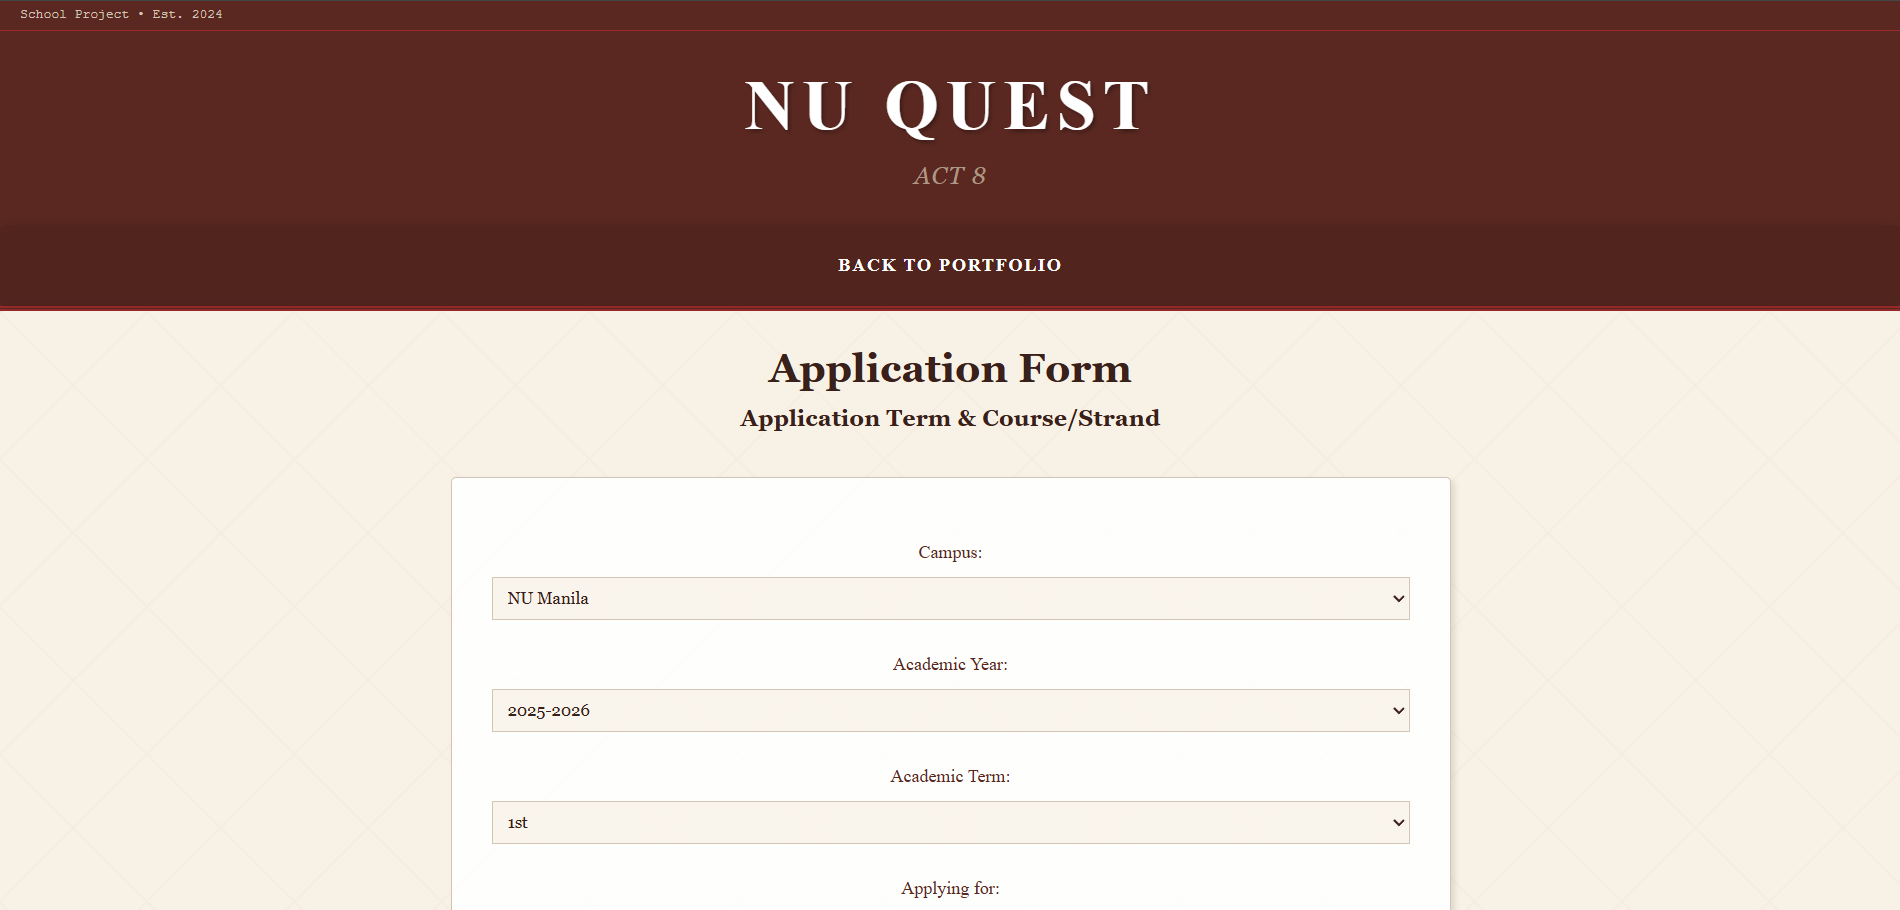 School Project • Est. 2024
NU QUEST
ACT 8
BACK TO PORTFOLIO
Application Form
Application Term & Course/Strand
Campus:
NU Manila
Academic Year:
2025-2026
Academic Term:
1st
Applying for: